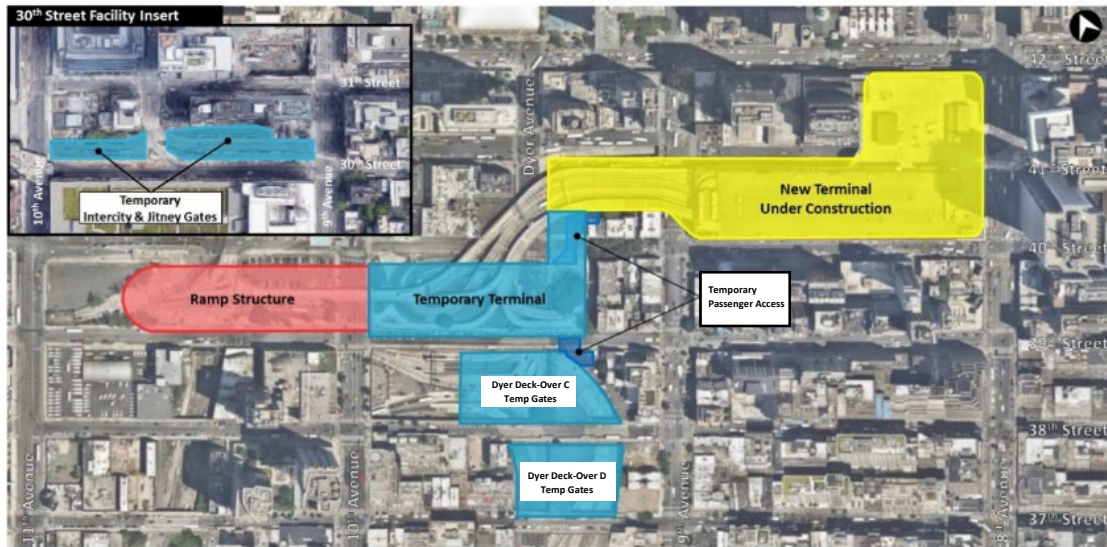 30th Street Facility Insert
31st Street
30th Street
10th Avenue
9th Avenue
Temporary
Intercity & Jitney Gates
Dyer Avenue
42nd Street
41st Street
New Terminal
Under Construction
40th Street
Ramp Structure
Temporary Terminal
Temporary
Passenger Access
39th Street
Dyer Deck-Over C
Temp Gates
38th Street
Dyer Deck-Over D
Temp Gates
11th Avenue
10th Avenue
9th Avenue
8th Avenue
37th Street